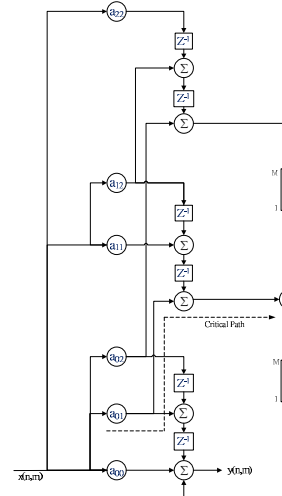 a22
Z-1
Σ
Z-1
Σ
a12
M
Z-1
1
a11
Σ
Z-1
Σ
Critical Path
a02
M
Z-1
1
a01
Σ
Z-1
x(n,m)
a00
Σ
y(n,m)